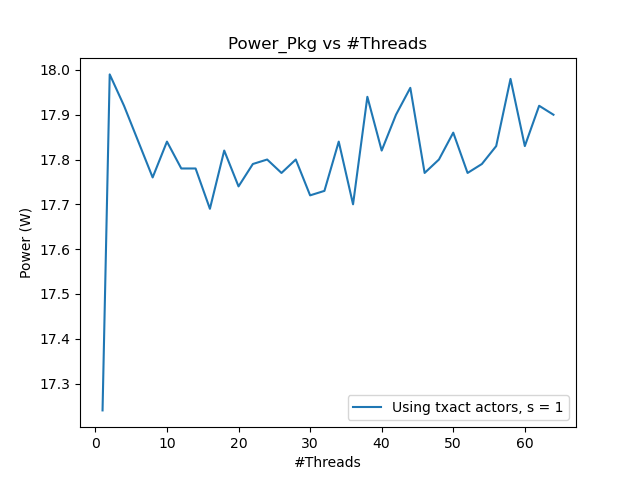 Power_Pkg vs #Threads
18.0
17.9
17.8
17.7
17.6
17.5
17.4
17.3
Power (W)
0 10 20 30 40 50 60
#Threads
Using txact actors, s = 1